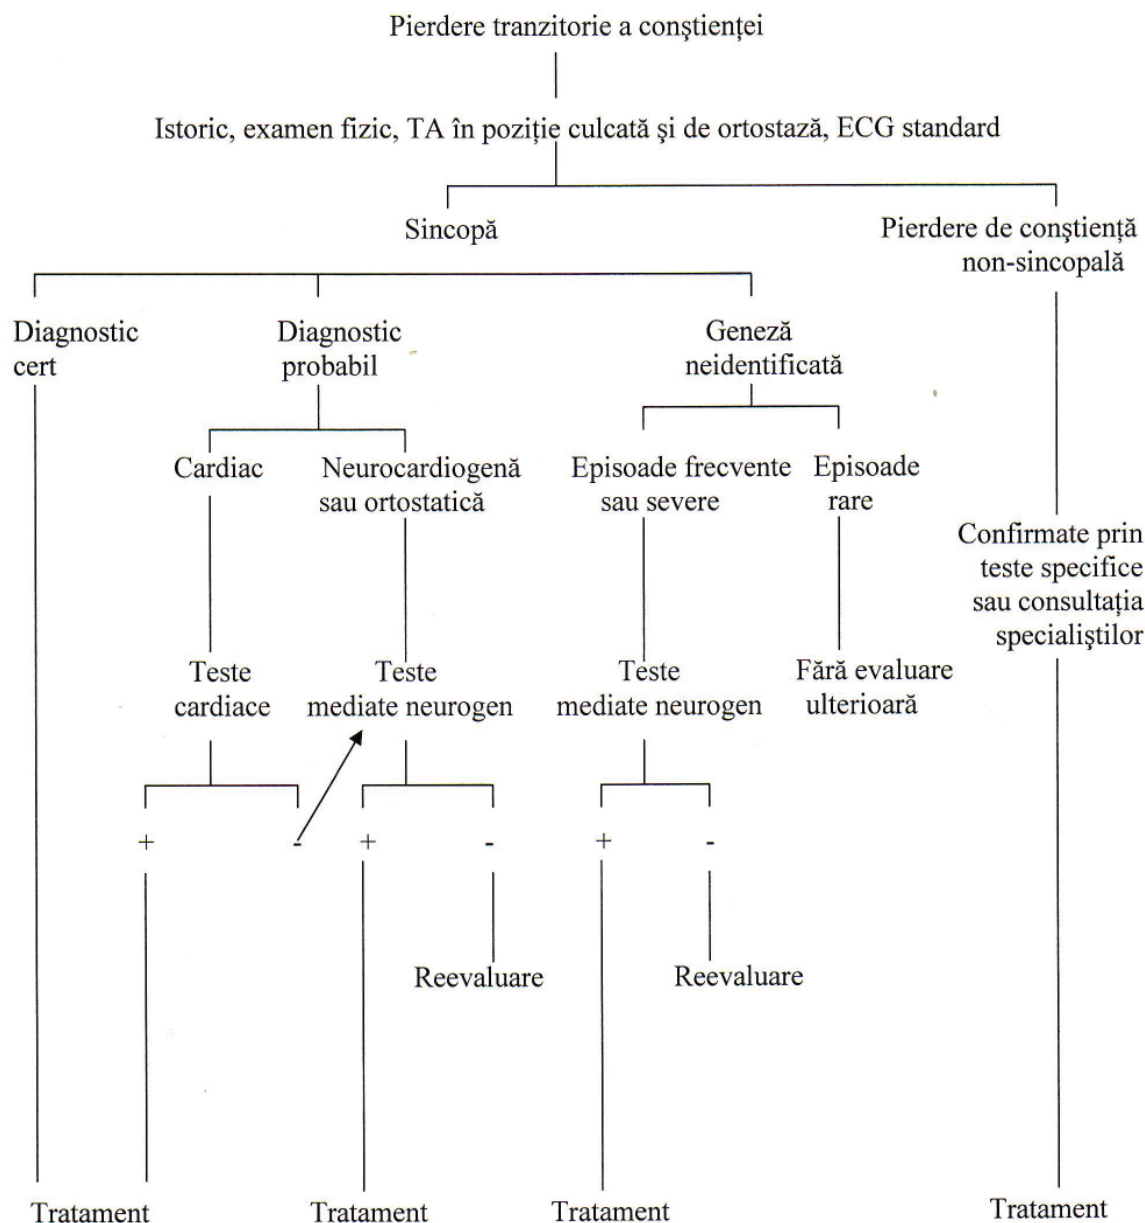 Pierdere tranzitorie a conştienţei
Istoric, examen fizic, TA în poziţie culcată şi de ortostază, ECG standard
Sincopă
Pierdere de conştienţă
non-sincopală
Diagnostic
cert
Diagnostic
probabil
Geneză
neidentificată
Cardiac
Neurocardiogenă
sau ortostatică
Episoade frecvente
sau severe
Episoade
rare
Confirmate prin
teste specifice
sau consultaţia
specialiştilor
Teste
cardiace
Teste
mediate neurogen
Teste
mediate neurogen
Fără evaluare
ulterioară
+
-
+
-
+
-
Reevaluare
Reevaluare
Tratament
Tratament
Tratament
Tratament